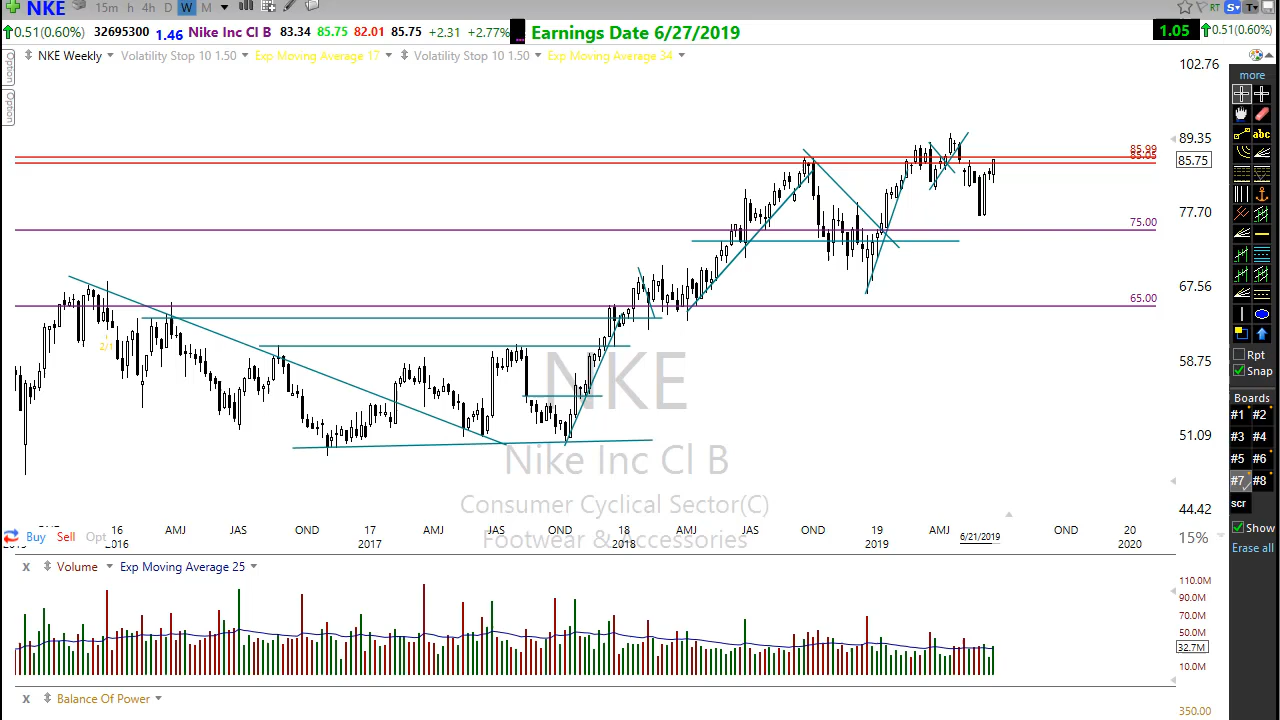 NKE 15m h 4h D W M RT S T
0.51(0.60%) 32695300 1.46 Nike Inc Cl B 83.34 85.75 82.01 85.75 +2.31 +2.77% Earnings Date 6/27/2019 1.05 0.51(0.60%)
NKE Weekly Volatility Stop 10 1.50 Exp Moving Average 17 Volatility Stop 10 1.50 Exp Moving Average 34
Option
Option
102.76
89.35
85.99
85.05
85.75
77.70
75.00
67.56
65.00
58.75
51.09
44.42
15%
2/1
NKE
Nike Inc Cl B
Consumer Cyclical Sector(C)
Footwear & Accessories
16 AMJ JAS OND 17 AMJ JAS OND 18 AMJ JAS OND 19 AMJ OND 20
2016 2017 2018 2019 6/21/2019 2020
Buy Sell Opt
X Volume Exp Moving Average 25
110.0M
90.0M
70.0M
50.0M
32.7M
10.0M
X Balance Of Power
350.00
more
abc
Rpt
Snap
Boards
#1 #2
#3 #4
#5 #6
#7 #8
scr
Show
Erase all